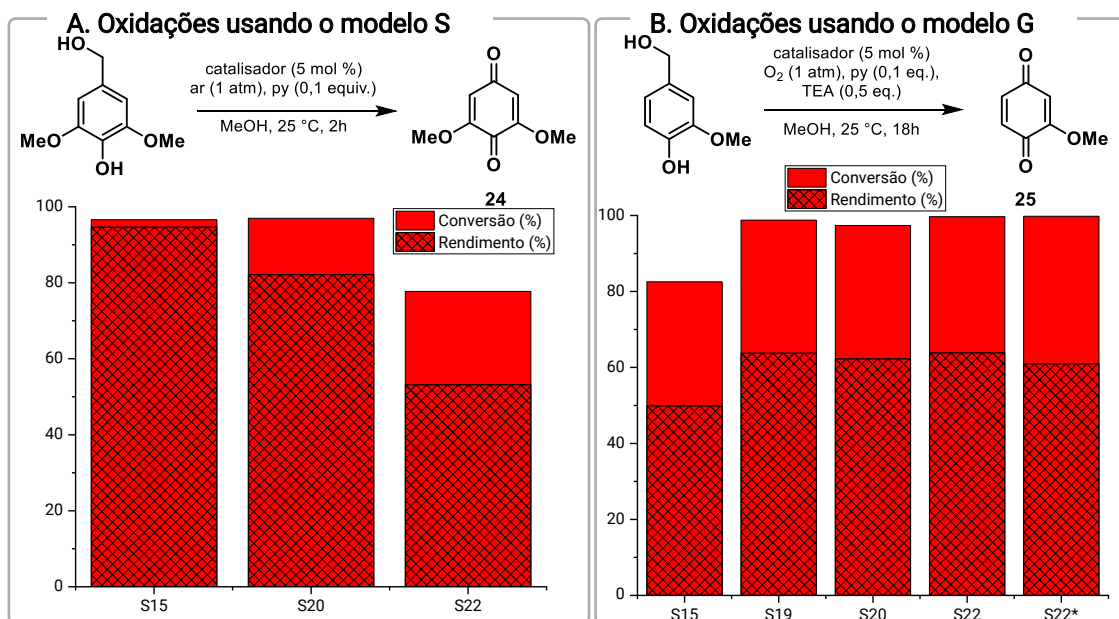 A. Oxidações usando o modelo S
HO
MeO
OMe
OH
catalisador (5 mol %)
ar (1 atm), py (0,1 equiv.)
MeOH, 25 °C, 2h
O
MeO
OMe
O
24
Conversão (%)
Rendimento (%)
100
80
60
40
20
0
S15
S20
S22
B. Oxidações usando o modelo G
HO
OMe
OH
catalisador (5 mol %)
O2 (1 atm), py (0,1 eq.),
TEA (0,5 eq.)
MeOH, 25 °C, 18h
O
OMe
O
25
Conversão (%)
Rendimento (%)
100
80
60
40
20
0
S15
S19
S20
S22
S22*